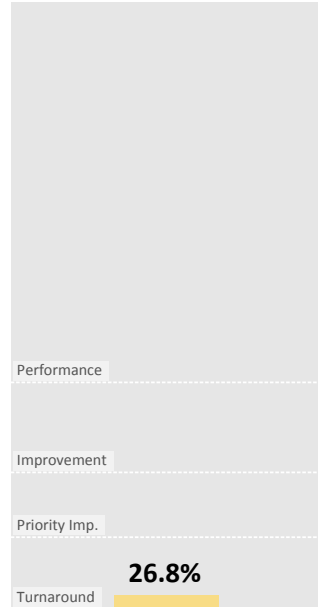 Performance
Improvement
Priority Imp.
26.8%
Turnaround